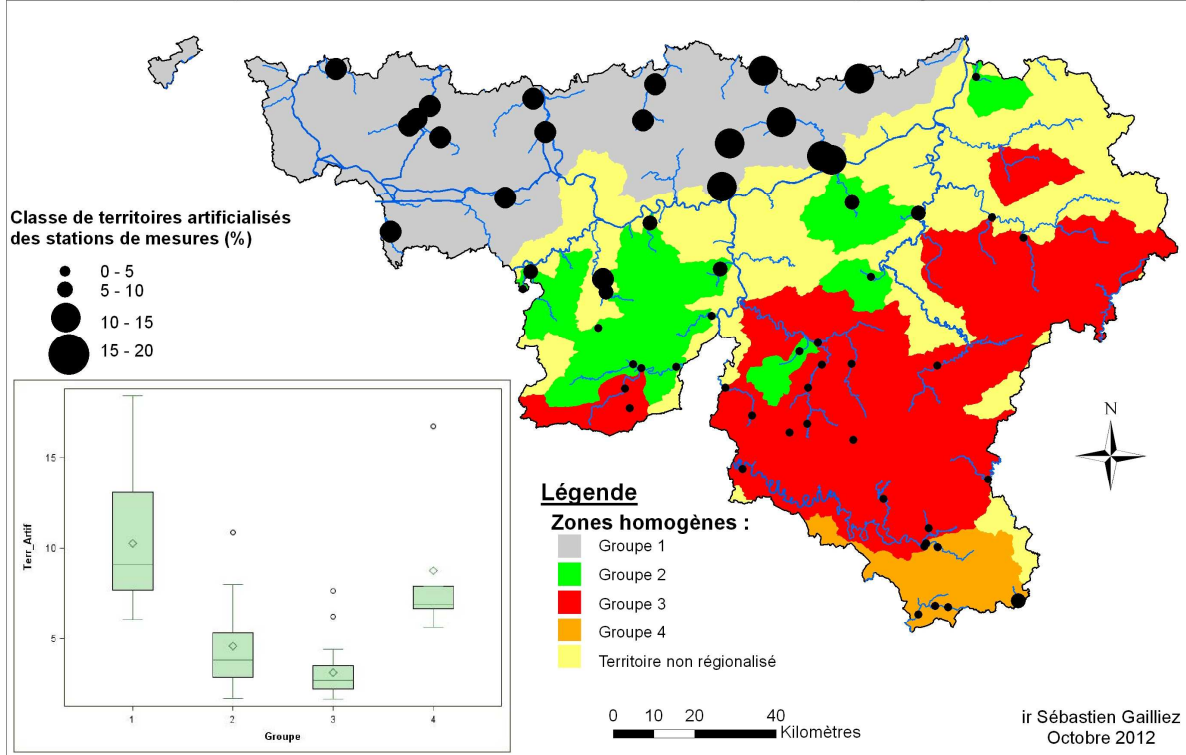 Classe de territoires artificialisés
des stations de mesures (%)
0 - 5
5 - 10
10 - 15
15 - 20
Terr_Artif
15
10
5
1
2
3
4
Groupe
Légende
Zones homogènes :
Groupe 1
Groupe 2
Groupe 3
Groupe 4
Territoire non régionalisé
N
0 10 20 40
Kilomètres
ir Sébastien Gailliez
Octobre 2012